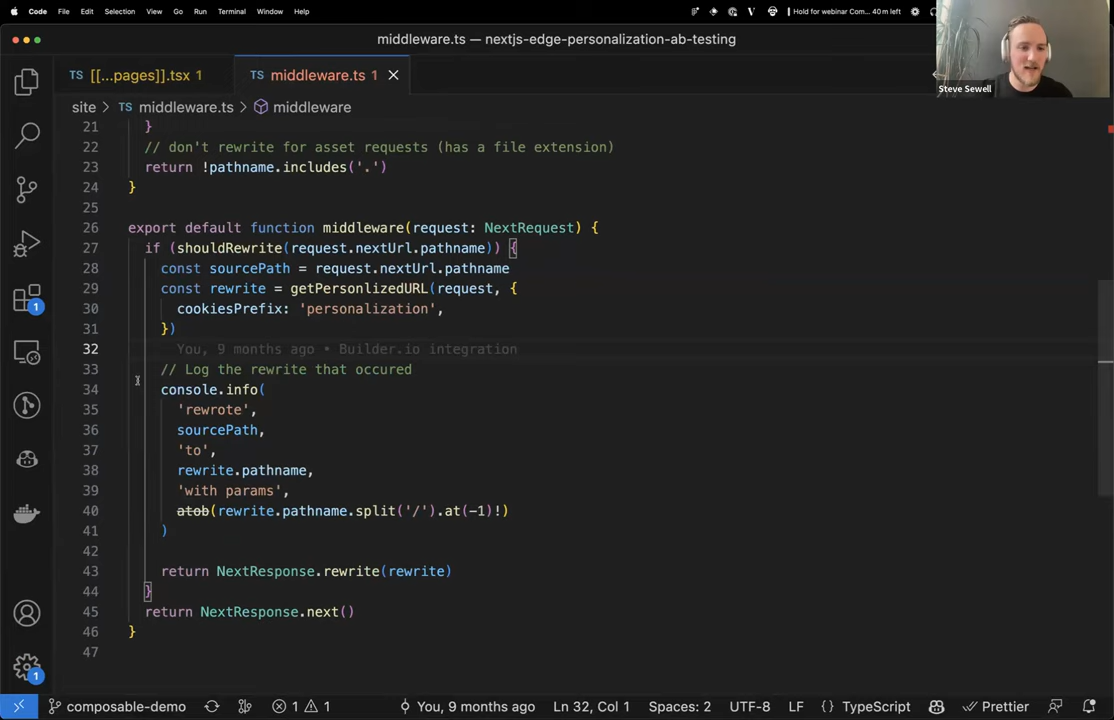 Code File Edit Selection View Go Run Terminal Window Help Hold for webinar Com... 40m left
middleware.ts - nextjs-edge-personalization-ab-testing
TS [[...pages]].tsx 1 TS middleware.ts 1
Steve Sewell
site > TS middleware.ts > middleware
21 }
22 // don't rewrite for asset requests (has a file extension)
23 return !pathname.includes('.')
24 }
25
26 export default function middleware(request: NextRequest) {
27 if (shouldRewrite(request.nextUrl.pathname)) {
28 const sourcePath = request.nextUrl.pathname
29 const rewrite = getPersonlizedURL(request, {
30 cookiesPrefix: 'personalization',
31 })
32 You, 9 months ago • Builder.io integration
33 // Log the rewrite that occured
34 console.info(
35 'rewrote',
36 sourcePath,
37 'to',
38 rewrite.pathname,
39 'with params',
40 atob(rewrite.pathname.split('/').at(-1)!)
41 )
42
43 return NextResponse.rewrite(rewrite)
44 }
45 return NextResponse.next()
46 }
47
1
1
composable-demo 1 1 You, 9 months ago Ln 32, Col 1 Spaces: 2 UTF-8 LF {} TypeScript Prettier